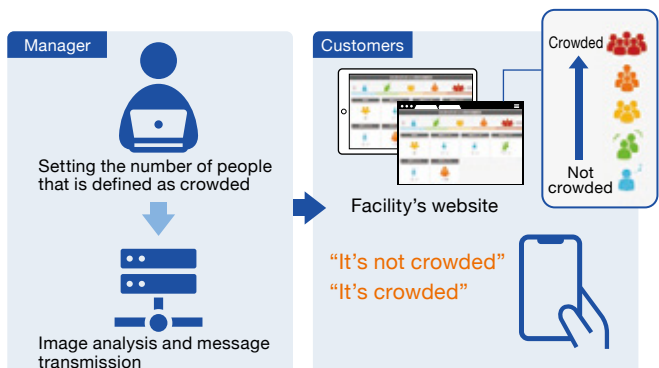 Manager
Setting the number of people
that is defined as crowded
Image analysis and message
transmission
Customers
Facility's website
“It's not crowded”
“It's crowded”
Crowded
Not
crowded